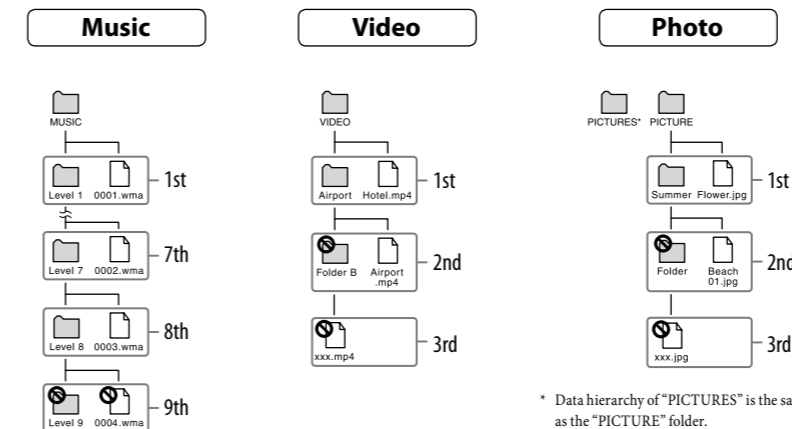 Music
MUSIC
Level 1 0001.wma
1st
Level 7 0002.wma
7th
Level 8 0003.wma
8th
Level 9 0004.wma
9th
Video
VIDEO
Airport Hotel.mp4
1st
Folder B Airport
.mp4
2nd
xxx.mp4
3rd
Photo
PICTURES* PICTURE
Summer Flower.jpg
1st
Folder Beach
01.jpg
2nd
xxx.jpg
3rd
* Data hierarchy of “PICTURES” is the sa
as the “PICTURE” folder.